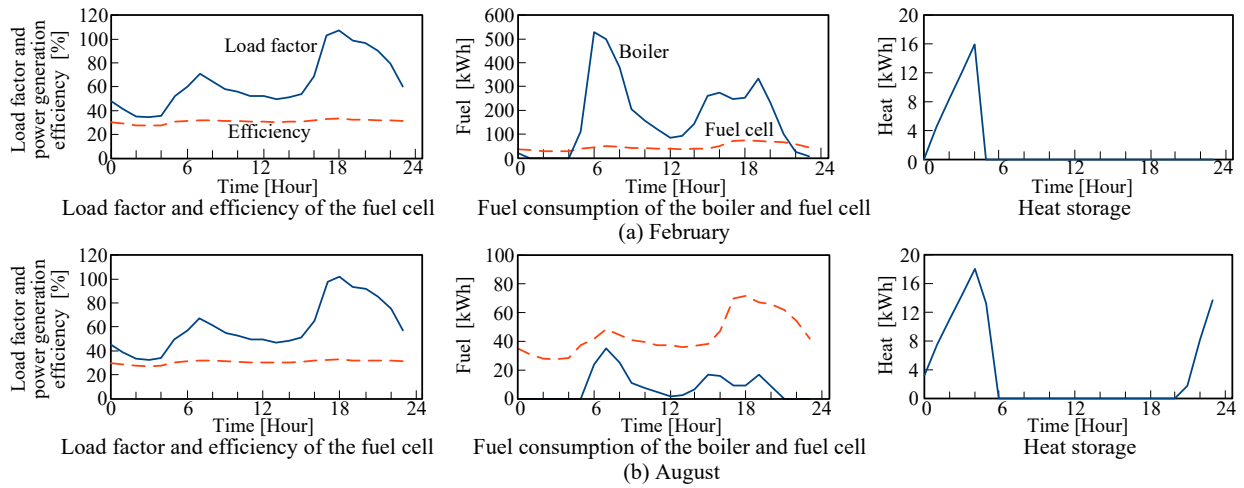 Load factor and
power generation
efficiency [%]
120
100
80
60
40
20
0
Load factor
Efficiency
0 6 12 18 24
Time [Hour]
Load factor and efficiency of the fuel cell
Fuel [kWh]
600
500
400
300
200
100
0
Boiler
Fuel cell
0 6 12 18 24
Time [Hour]
Fuel consumption of the boiler and fuel cell
Heat [kWh]
20
16
12
8
4
0
0 6 12 18 24
Time [Hour]
Heat storage
(a) February
Load factor and
power generation
efficiency [%]
120
100
80
60
40
20
0
0 6 12 18 24
Time [Hour]
Load factor and efficiency of the fuel cell
Fuel [kWh]
100
80
60
40
20
0
0 6 12 18 24
Time [Hour]
Fuel consumption of the boiler and fuel cell
Heat [kWh]
20
16
12
8
4
0
0 6 12 18 24
Time [Hour]
Heat storage
(b) August